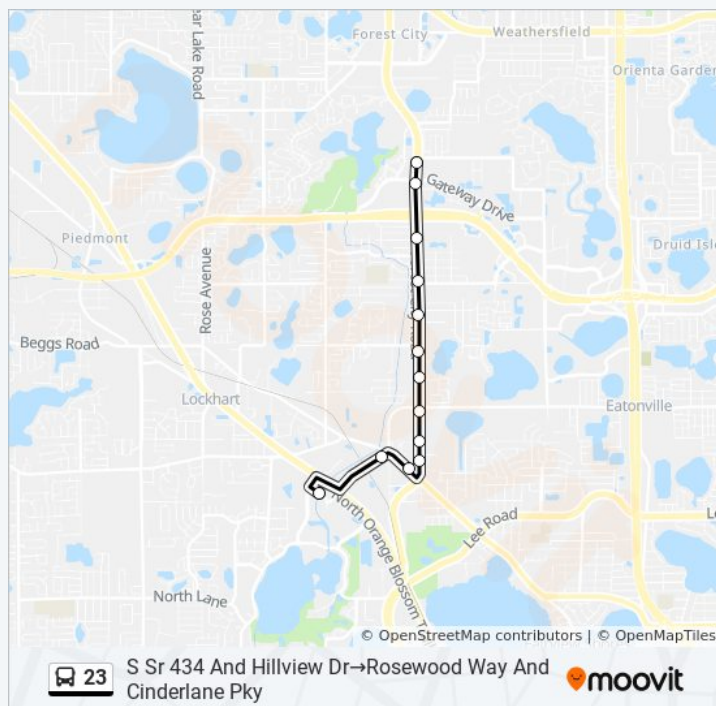 Forest City
Weathersfield
ear Lake Road
Orienta Garden
Gateway Drive
Piedmont
Rose Avenue
Druid Isle
Beggs Road
Lockhart
Eatonville
North Orange Blossom T
Lee Road
Le
North Lane
© OpenStreetMap contributors | © OpenMapTiles
23
S Sr 434 And Hillview Dr→Rosewood Way And
Cinderlane Pky
moovit